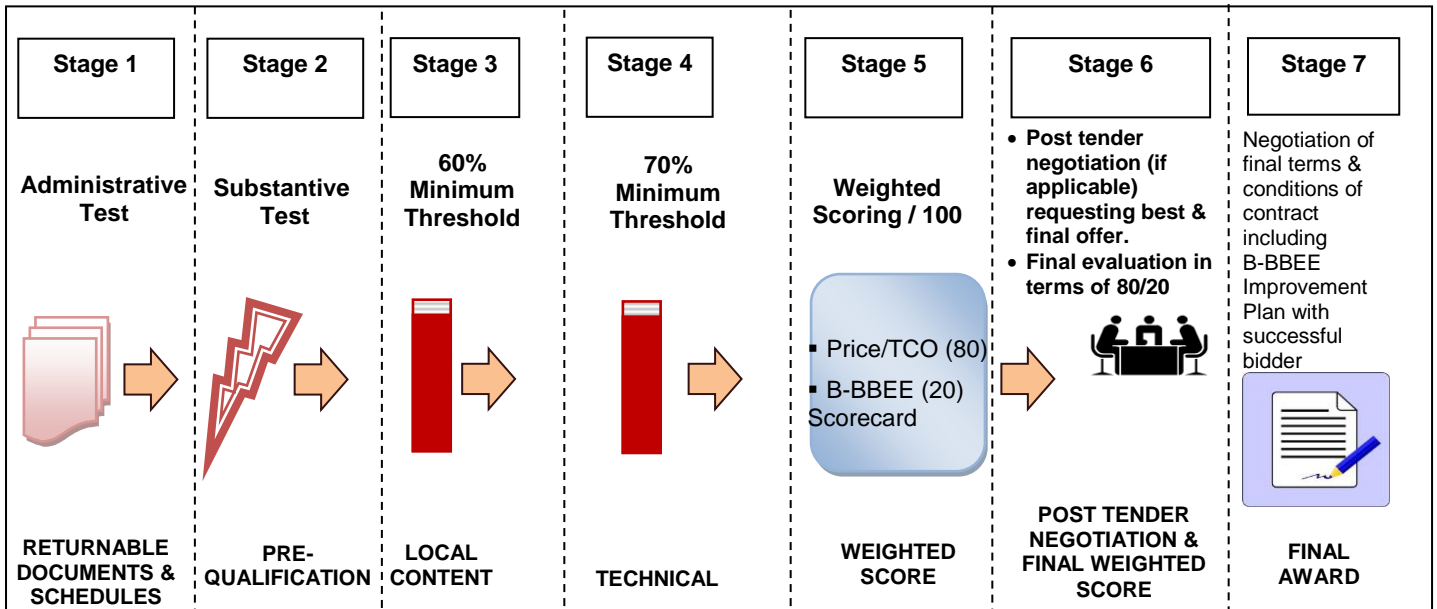 Stage 1
Administrative
Test
RETURNABLE
DOCUMENTS &
SCHEDULES
Stage 2
Substantive
Test
PRE-
QUALIFICATION
Stage 3
60%
Minimum
Threshold
LOCAL
CONTENT
Stage 4
70%
Minimum
Threshold
TECHNICAL
Stage 5
Weighted
Scoring / 100
▪ Price/TCO (80)
▪ B-BBEE (20)
Scorecard
WEIGHTED
SCORE
Stage 6
• Post tender
negotiation (if
applicable)
requesting best &
final offer.
• Final evaluation in
terms of 80/20
POST TENDER
NEGOTIATION &
FINAL WEIGHTED
SCORE
Stage 7
Negotiation of
final terms &
conditions of
contract
including
B-BBEE
Improvement
Plan with
successful
bidder
FINAL
AWARD